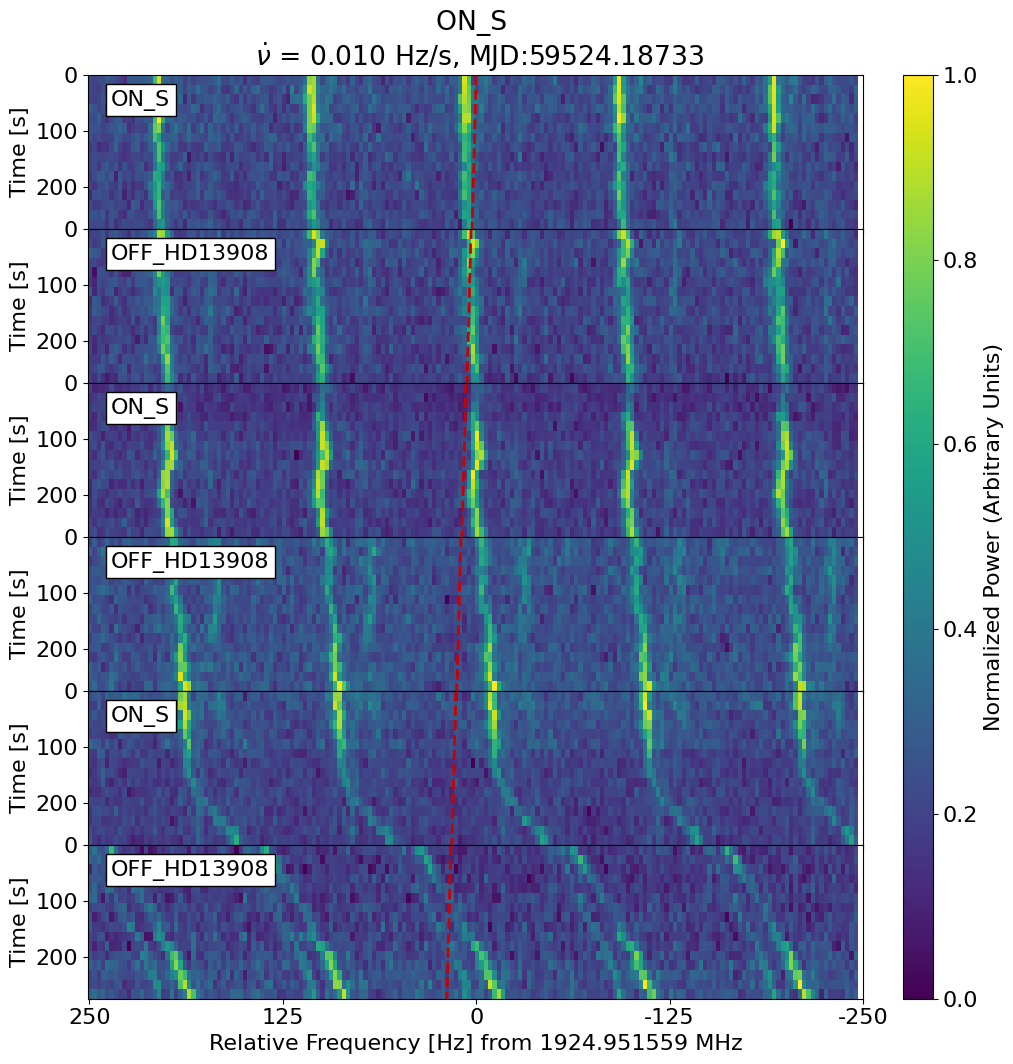 ON_S
ν̇ = 0.010 Hz/s, MJD:59524.18733
0
100
200
Time [s]
ON_S
0
100
200
Time [s]
OFF_HD13908
0
100
200
Time [s]
ON_S
0
100
200
Time [s]
OFF_HD13908
0
100
200
Time [s]
ON_S
0
100
200
Time [s]
OFF_HD13908
250 125 0 -125 -250
Relative Frequency [Hz] from 1924.951559 MHz
1.0
0.8
0.6
0.4
0.2
0.0
Normalized Power (Arbitrary Units)